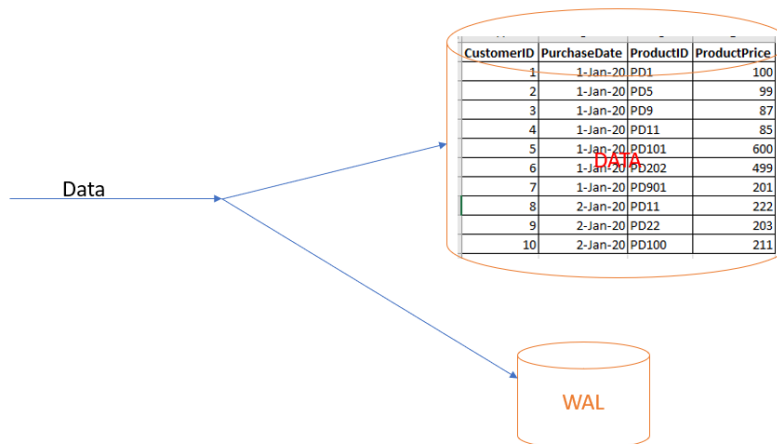 CustomerID PurchaseDate ProductID ProductPrice
1 1-Jan-20 PD1 100
2 1-Jan-20 PD5 99
3 1-Jan-20 PD9 87
4 1-Jan-20 PD11 85
5 1-Jan-20 PD101 600
DATA
6 1-Jan-20 PD202 499
7 1-Jan-20 PD901 201
8 2-Jan-20 PD11 222
9 2-Jan-20 PD22 203
10 2-Jan-20 PD100 211
Data
WAL